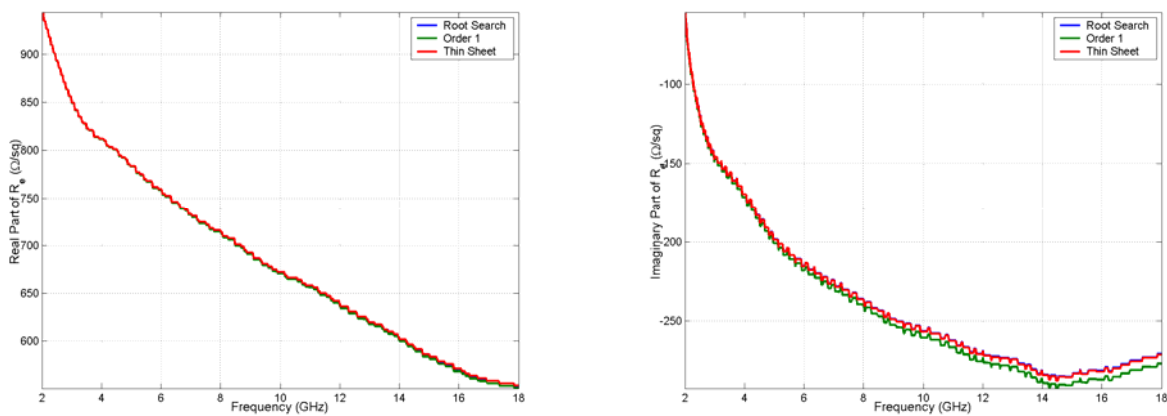 Real Part of Rₑ (Ω/sq)
900
850
800
750
700
650
600
2 4 6 8 10 12 14 16 18
Frequency (GHz)
Root Search
Order 1
Thin Sheet
Imaginary Part of Rₑ (Ω/sq)
-100
-150
-200
-250
2 4 6 8 10 12 14 16 18
Frequency (GHz)
Root Search
Order 1
Thin Sheet